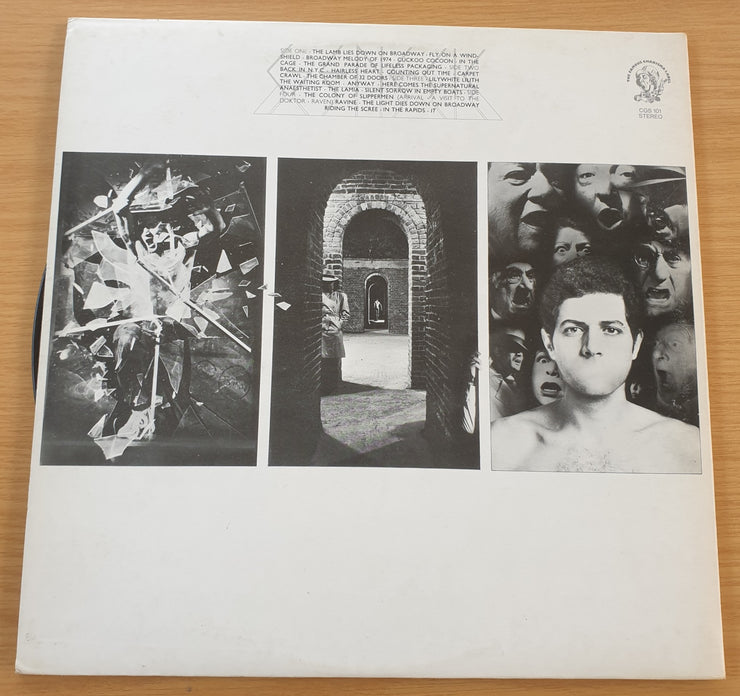 GENESIS
SIDE ONE · THE LAMB LIES DOWN ON BROADWAY · FLY ON A WIND-
SHIELD · BROADWAY MELODY OF 1974 · CUCKOO COCOON · IN THE
CAGE · THE GRAND PARADE OF LIFELESS PACKAGING · SIDE TWO
BACK IN N.Y.C. · HAIRLESS HEART · COUNTING OUT TIME · CARPET
CRAWL · THE CHAMBER OF 32 DOORS · SIDE THREE · LILYWHITE LILITH
THE WAITING ROOM · ANYWAY · HERE COMES THE SUPERNATURAL
ANAESTHETIST · THE LAMIA · SILENT SORROW IN EMPTY BOATS · SIDE
FOUR · THE COLONY OF SLIPPERMEN (ARRIVAL · A VISIT TO THE
DOKTOR · RAVEN) RAVINE · THE LIGHT DIES DOWN ON BROADWAY
RIDING THE SCREE · IN THE RAPIDS · IT
THE FAMOUS CHARISMA LABEL
CGS 101
STEREO